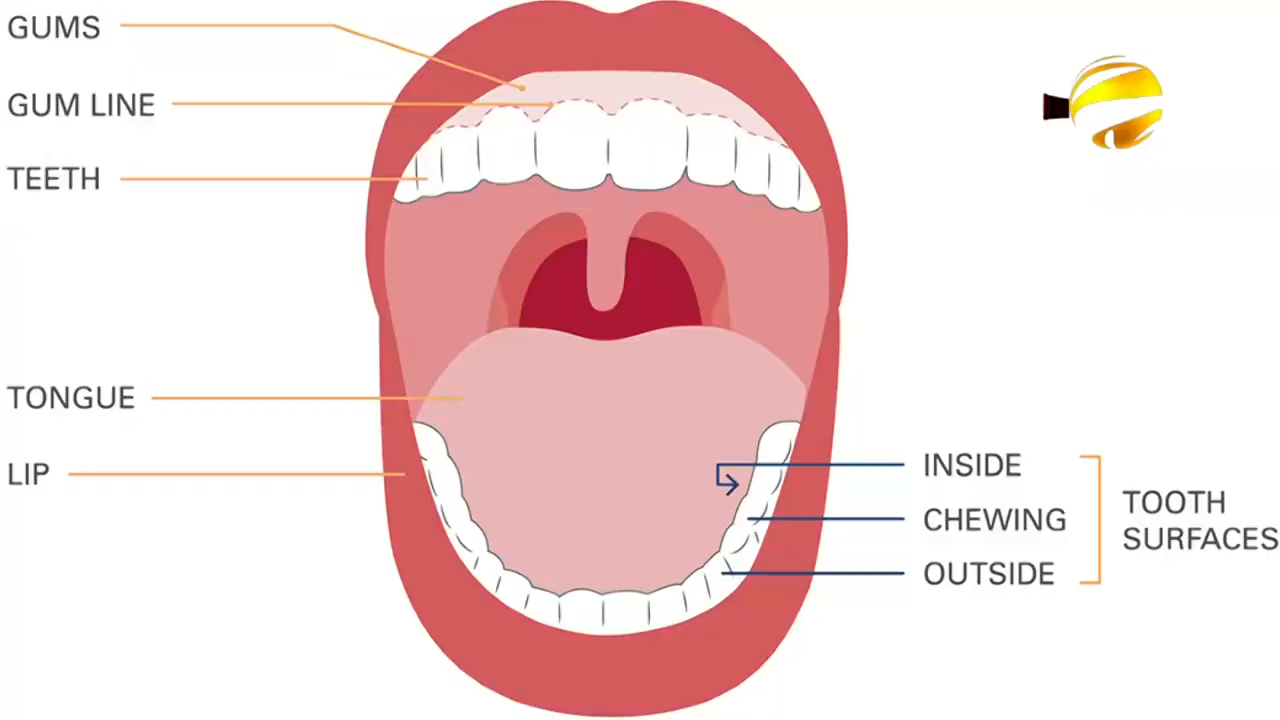 GUMS
GUM LINE
TEETH
TONGUE
LIP
INSIDE
CHEWING
OUTSIDE
TOOTH
SURFACES